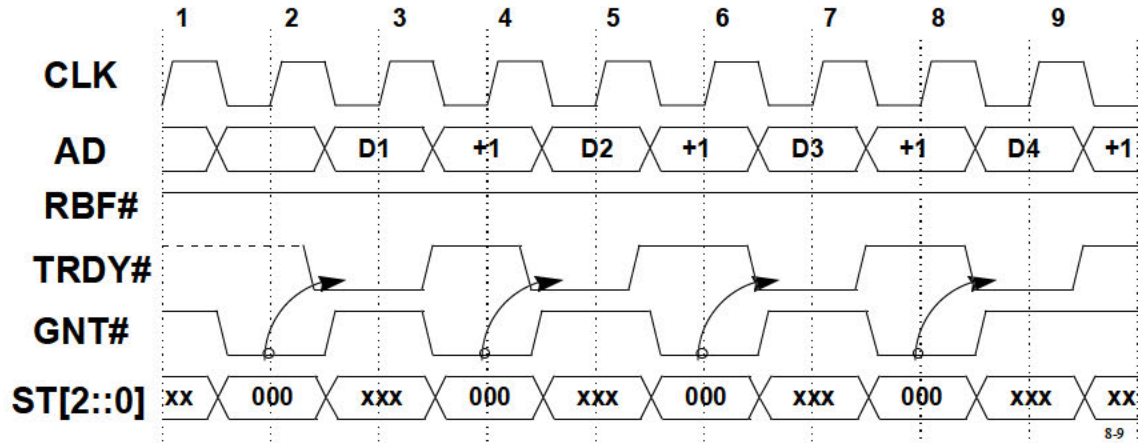 1 2 3 4 5 6 7 8 9
CLK
AD D1 +1 D2 +1 D3 +1 D4 +1
RBF#
TRDY#
GNT#
ST[2::0] xx 000 xxx 000 xxx 000 xxx 000 xxx xx
8-9